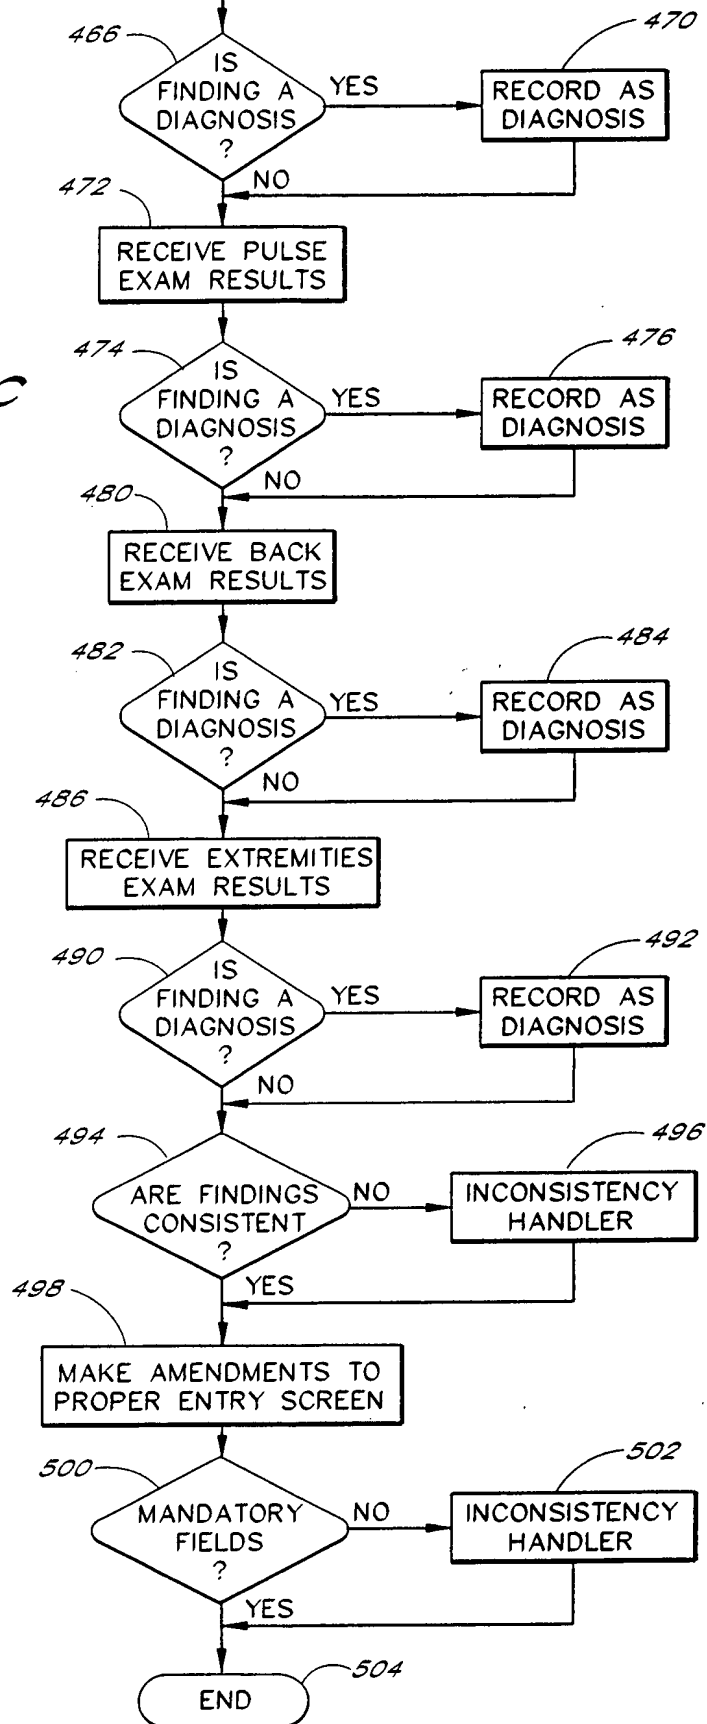 466
470
IS
FINDING A
DIAGNOSIS
?
YES
RECORD AS
DIAGNOSIS
NO
472
RECEIVE PULSE
EXAM RESULTS
474
476
IS
FINDING A
DIAGNOSIS
?
YES
RECORD AS
DIAGNOSIS
NO
480
RECEIVE BACK
EXAM RESULTS
482
484
IS
FINDING A
DIAGNOSIS
?
YES
RECORD AS
DIAGNOSIS
NO
486
RECEIVE EXTREMITIES
EXAM RESULTS
490
492
IS
FINDING A
DIAGNOSIS
?
YES
RECORD AS
DIAGNOSIS
NO
494
496
ARE FINDINGS
CONSISTENT
?
NO
INCONSISTENCY
HANDLER
YES
498
MAKE AMENDMENTS TO
PROPER ENTRY SCREEN
500
502
MANDATORY
FIELDS
?
NO
INCONSISTENCY
HANDLER
YES
504
END